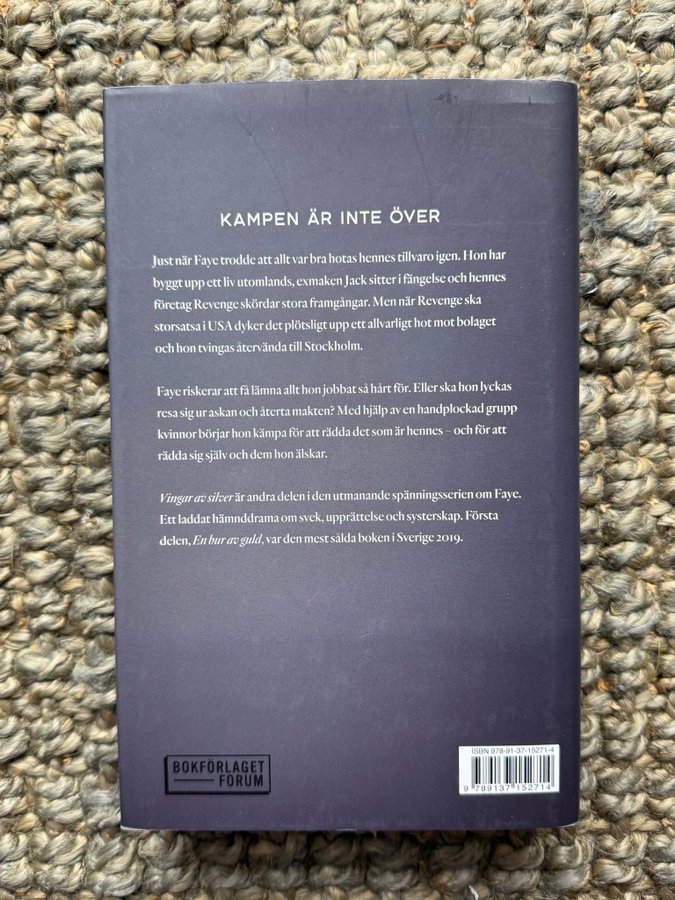 KAMPEN ÄR INTE ÖVER
Just när Faye trodde att allt var bra hotas hennes tillvaro igen. Hon har
byggt upp ett liv utomlands, exmaken Jack sitter i fängelse och hennes
företag Revenge skördar stora framgångar. Men när Revenge ska
storsatsa i USA dyker det plötsligt upp ett allvarligt hot mot bolaget
och hon tvingas återvända till Stockholm.
Faye riskerar att få lämna allt hon jobbat så hårt för. Eller ska hon lyckas
resa sig ur askan och återta makten? Med hjälp av en handplockad grupp
kvinnor börjar hon kämpa för att rädda det som är hennes – och för att
rädda sig själv och dem hon älskar.
Vingar av silver är andra delen i den utmanande spänningsserien om Faye.
Ett laddat hämnddrama om svek, upprättelse och systerskap. Första
delen, En bur av guld, var den mest sålda boken i Sverige 2019.
BOKFÖRLAGET
FORUM
ISBN 978-91-37-15271-4
9 789137 152714